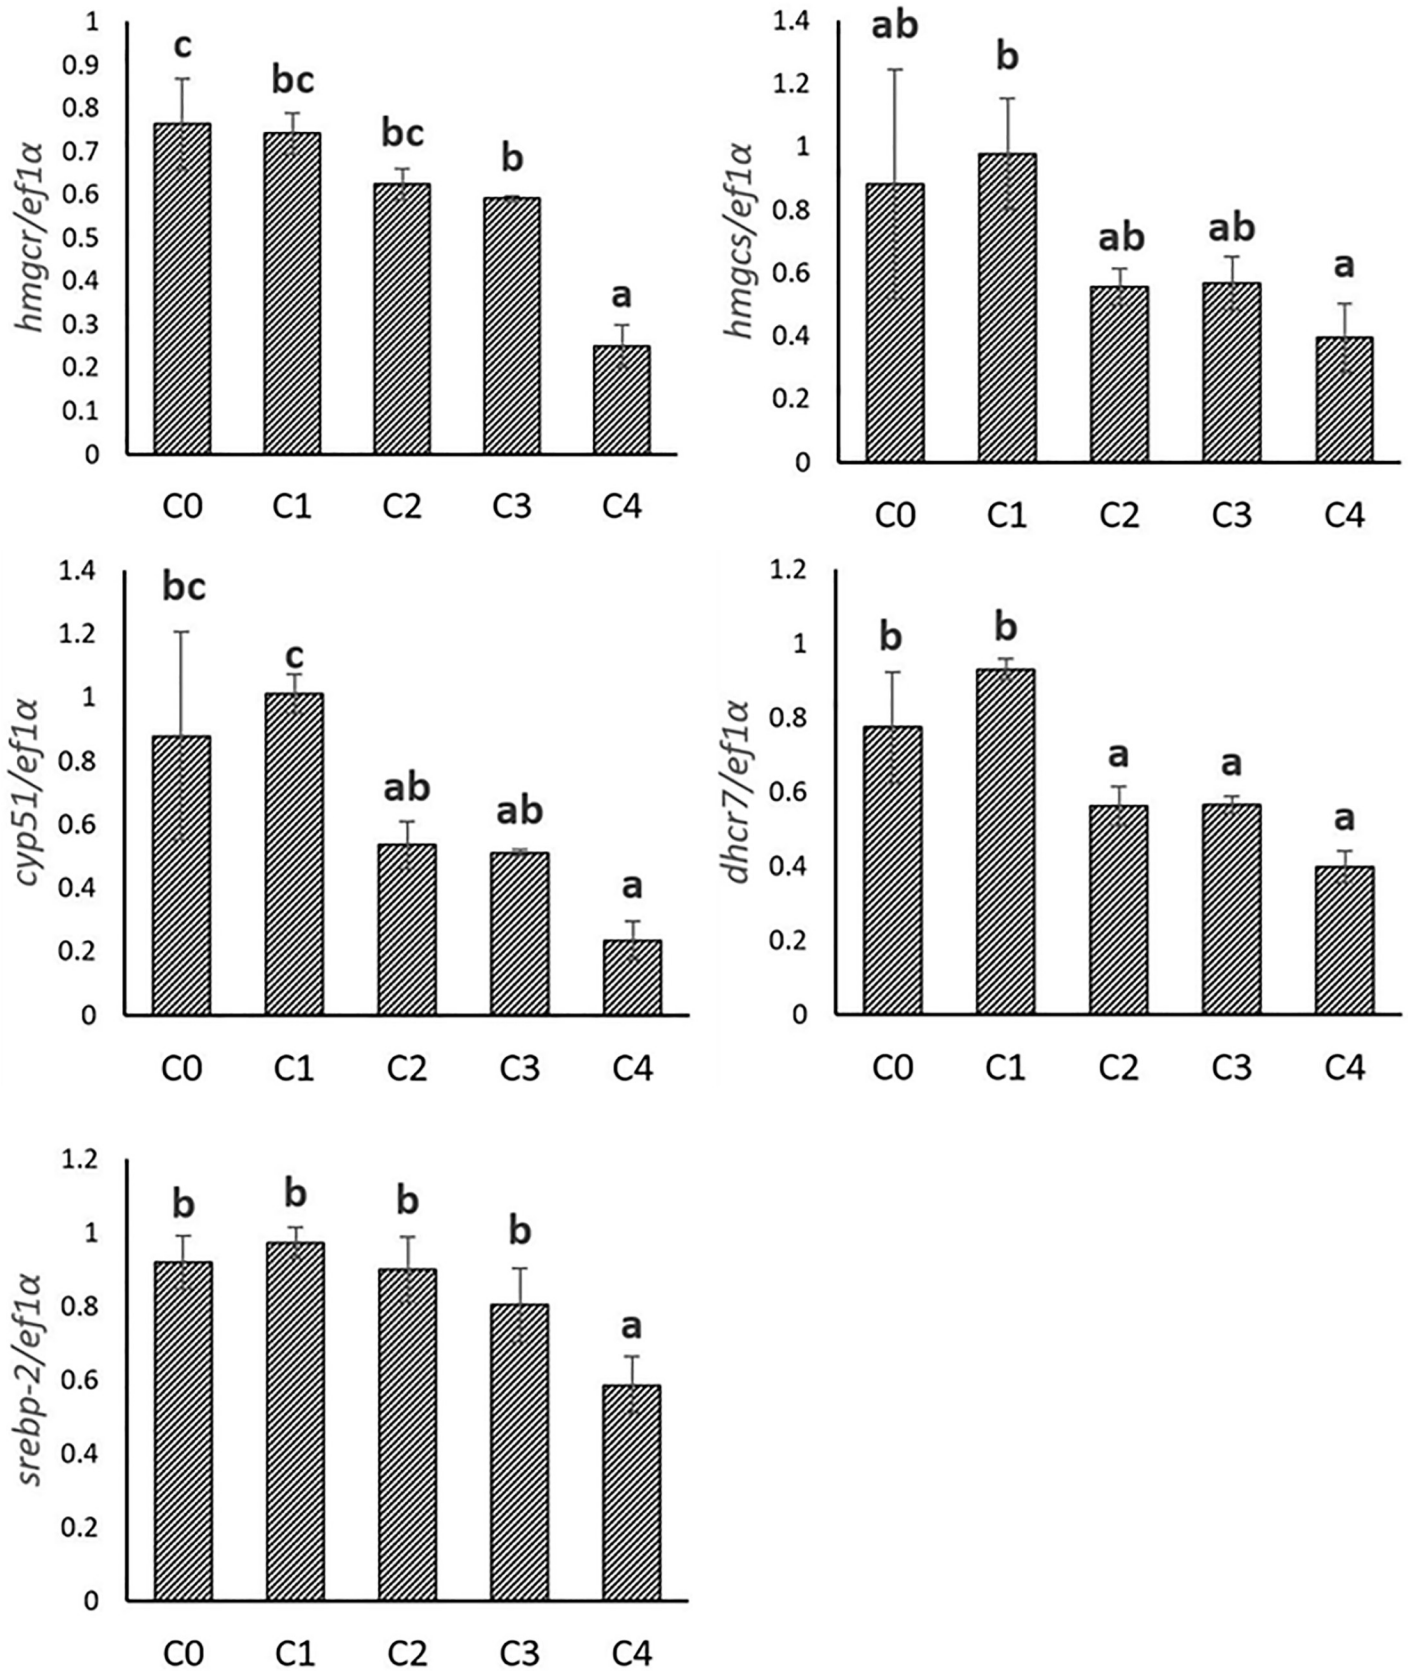 hmgcr/ef1α
1
0.9
0.8
0.7
0.6
0.5
0.4
0.3
0.2
0.1
0
c
bc
bc
b
a
C0 C1 C2 C3 C4
hmgcs/ef1α
1.4
1.2
1
0.8
0.6
0.4
0.2
0
ab
b
ab
ab
a
C0 C1 C2 C3 C4
cyp51/ef1α
1.4
1.2
1
0.8
0.6
0.4
0.2
0
bc
c
ab
ab
a
C0 C1 C2 C3 C4
dhcr7/ef1α
1.2
1
0.8
0.6
0.4
0.2
0
b
b
a
a
a
C0 C1 C2 C3 C4
srebp-2/ef1α
1.2
1
0.8
0.6
0.4
0.2
0
b
b
b
b
a
C0 C1 C2 C3 C4